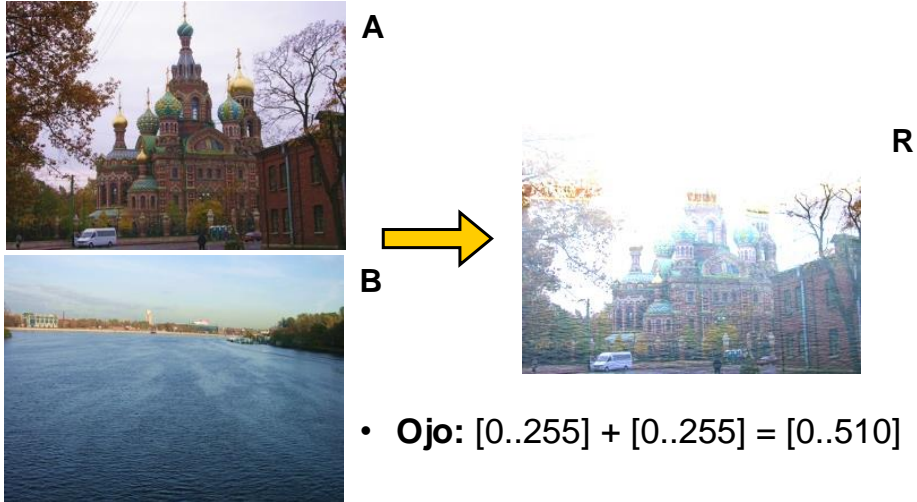 A
R
B
• Ojo: [0..255] + [0..255] = [0..510]